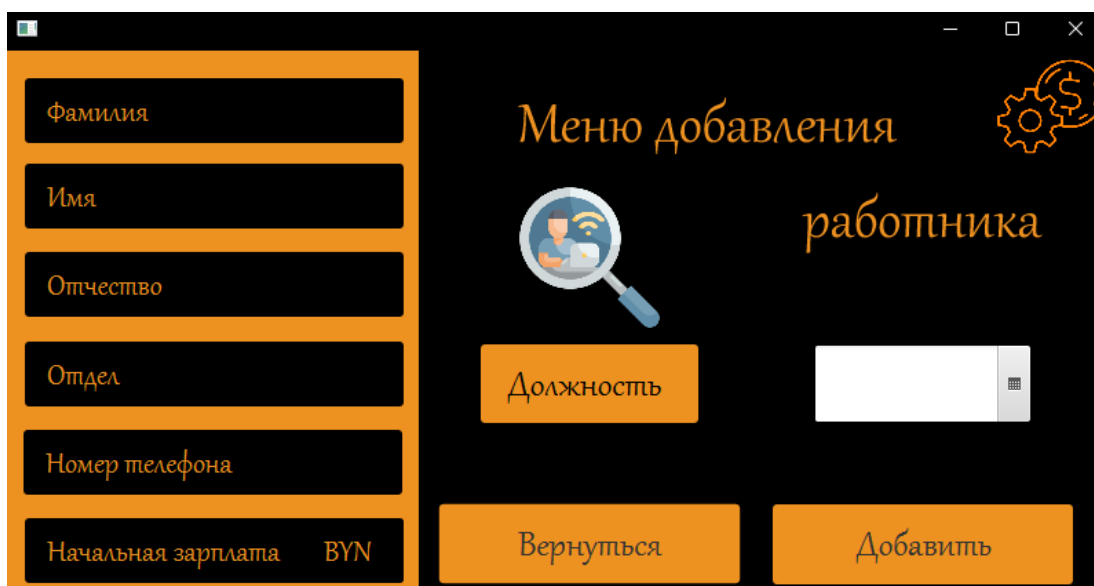 Фамилия
Имя
Отчество
Отдел
Номер телефона
Начальная зарплата BYN
Меню добавления
работника
$
Должность
Вернуться
Добавить